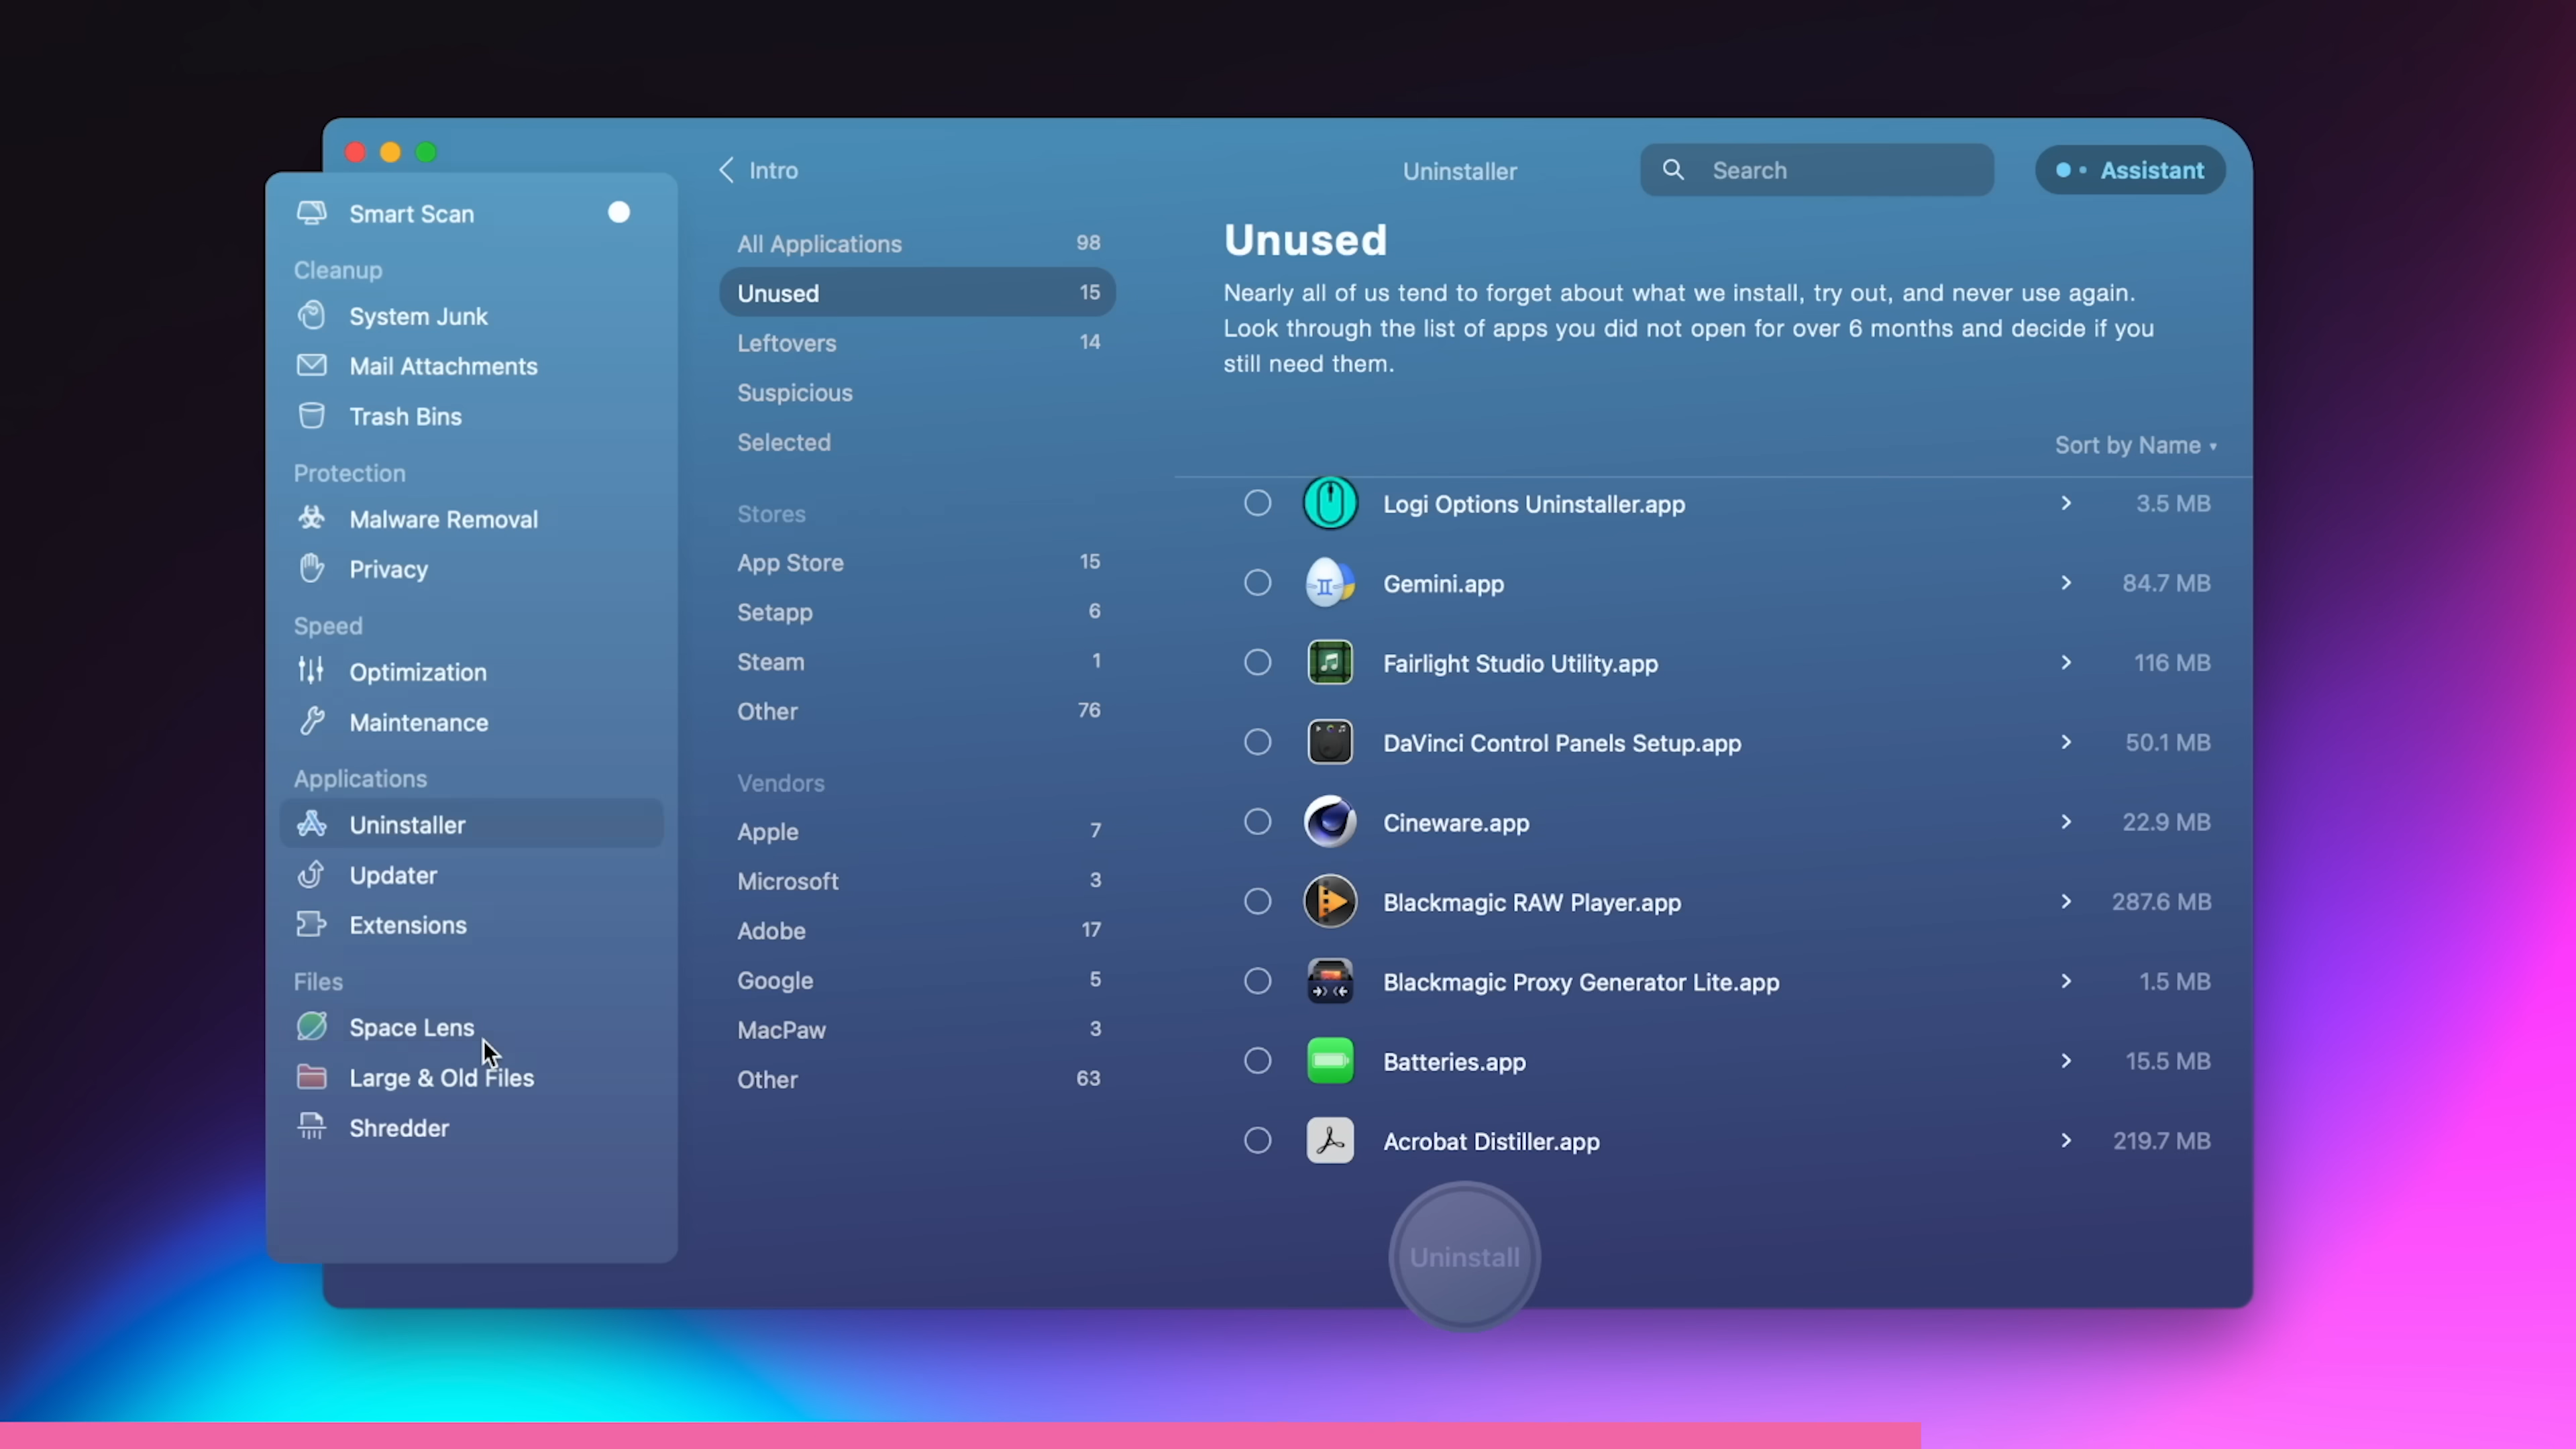 Smart Scan
Cleanup
System Junk
Mail Attachments
Trash Bins
Protection
Malware Removal
Privacy
Speed
Optimization
Maintenance
Applications
Uninstaller
Updater
Extensions
Files
Space Lens
Large & Old Files
Shredder
Intro
Uninstaller
Search
Assistant
All Applications 98
Unused 15
Leftovers 14
Suspicious
Selected
Stores
App Store 15
Setapp 6
Steam 1
Other 76
Vendors
Apple 7
Microsoft 3
Adobe 17
Google 5
MacPaw 3
Other 63
Unused
Nearly all of us tend to forget about what we install, try out, and never use again.
Look through the list of apps you did not open for over 6 months and decide if you
still need them.
Sort by Name
Logi Options Uninstaller.app 3.5 MB
Gemini.app 84.7 MB
Fairlight Studio Utility.app 116 MB
DaVinci Control Panels Setup.app 50.1 MB
Cineware.app 22.9 MB
Blackmagic RAW Player.app 287.6 MB
Blackmagic Proxy Generator Lite.app 1.5 MB
Batteries.app 15.5 MB
Acrobat Distiller.app 219.7 MB
Uninstall